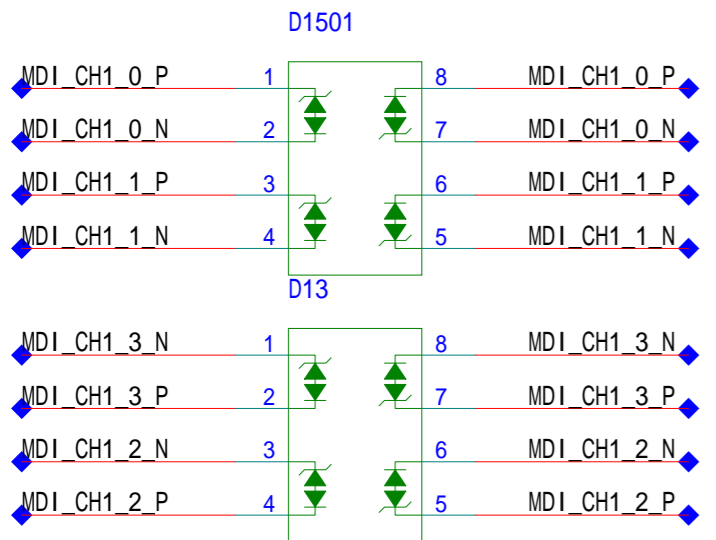 D1501
MDI_CH1_0_P 1 8 MDI_CH1_0_P
MDI_CH1_0_N 2 7 MDI_CH1_0_N
MDI_CH1_1_P 3 6 MDI_CH1_1_P
MDI_CH1_1_N 4 5 MDI_CH1_1_N
D13
MDI_CH1_3_N 1 8 MDI_CH1_3_N
MDI_CH1_3_P 2 7 MDI_CH1_3_P
MDI_CH1_2_N 3 6 MDI_CH1_2_N
MDI_CH1_2_P 4 5 MDI_CH1_2_P